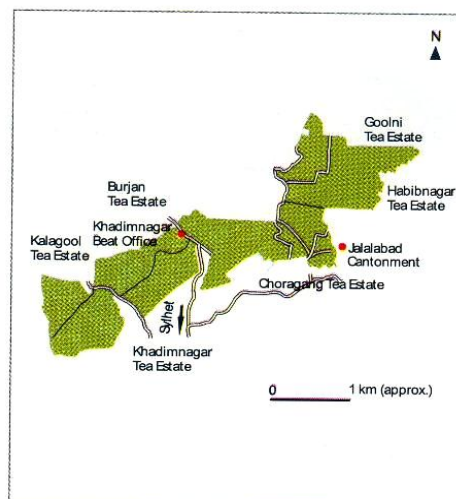 N
Goolni
Tea Estate
Burjan
Tea Estate
Habibnagar
Tea Estate
Khadimnagar
Beat Office
Kalagool
Tea Estate
Jalalabad
Cantonment
Choragang Tea Estate
Sylhet
Khadimnagar
Tea Estate
0 1 km (approx.)